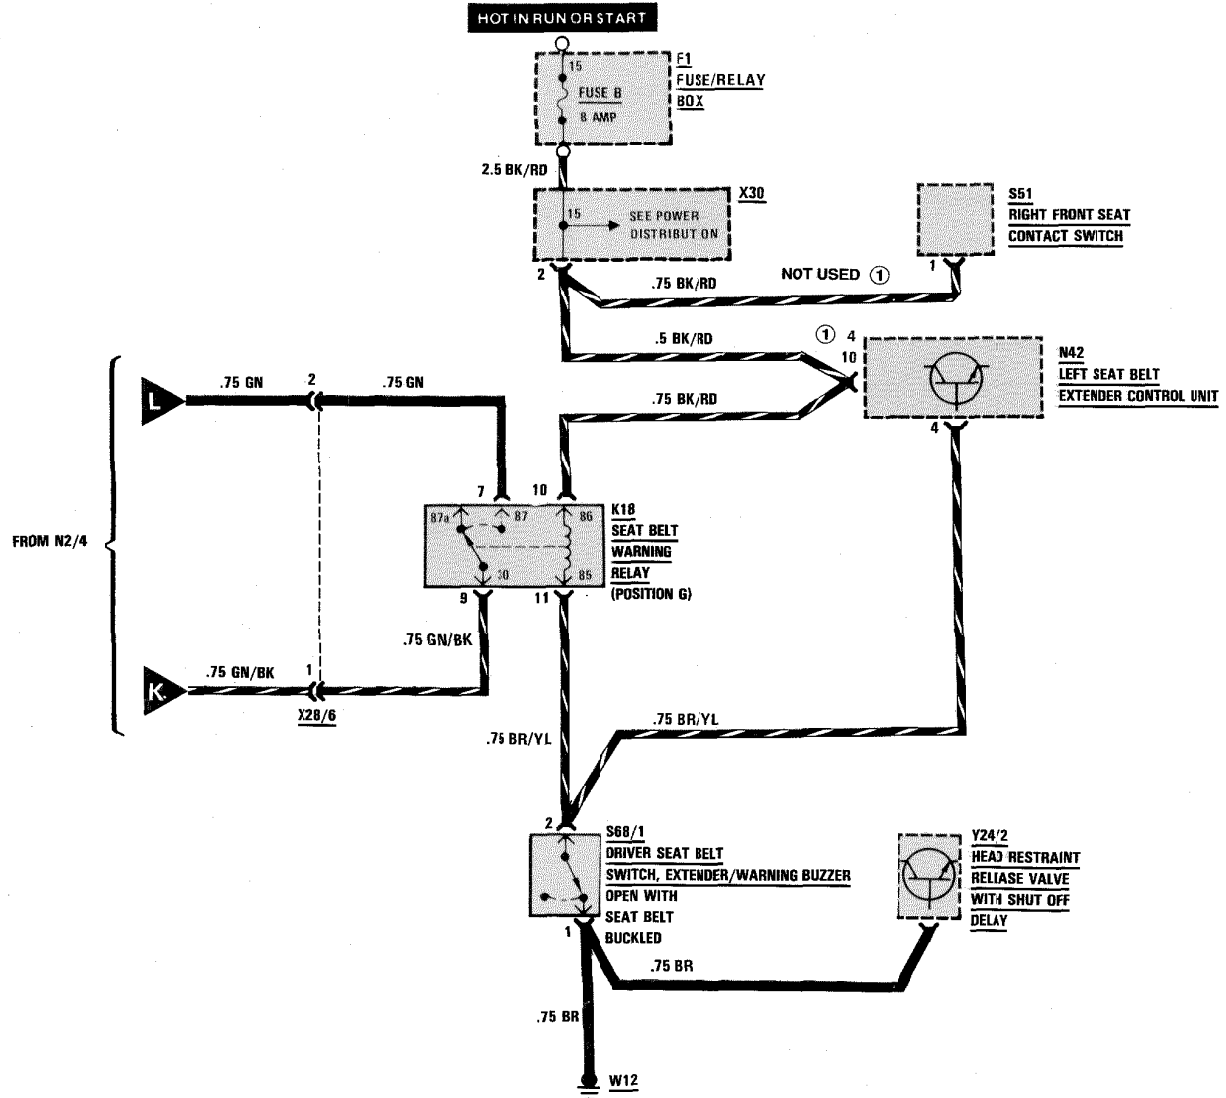 HOT IN RUN OR START
15
F1
FUSE/RELAY
BOX
FUSE B
8 AMP
2.5 BK/RD
X30
15
SEE POWER
DISTRIBUT ON
S51
RIGHT FRONT SEAT
CONTACT SWITCH
2
1
.75 BK/RD
NOT USED ①
.5 BK/RD
① 4
10
N42
LEFT SEAT BELT
EXTENDER CONTROL UNIT
4
L
.75 GN
2
.75 GN
.75 BK/RD
7
10
87a
87
86
K18
SEAT BELT
WARNING
RELAY
(POSITION G)
30
85
9
11
FROM N2/4
.75 GN/BK
K
.75 GN/BK
1
X28/6
.75 BR/YL
.75 BR/YL
2
S68/1
DRIVER SEAT BELT
SWITCH, EXTENDER/WARNING BUZZER
OPEN WITH
SEAT BELT
BUCKLED
1
Y24/2
HEAD RESTRAINT
RELIASE VALVE
WITH SHUT OFF
DELAY
.75 BR
.75 BR
W12